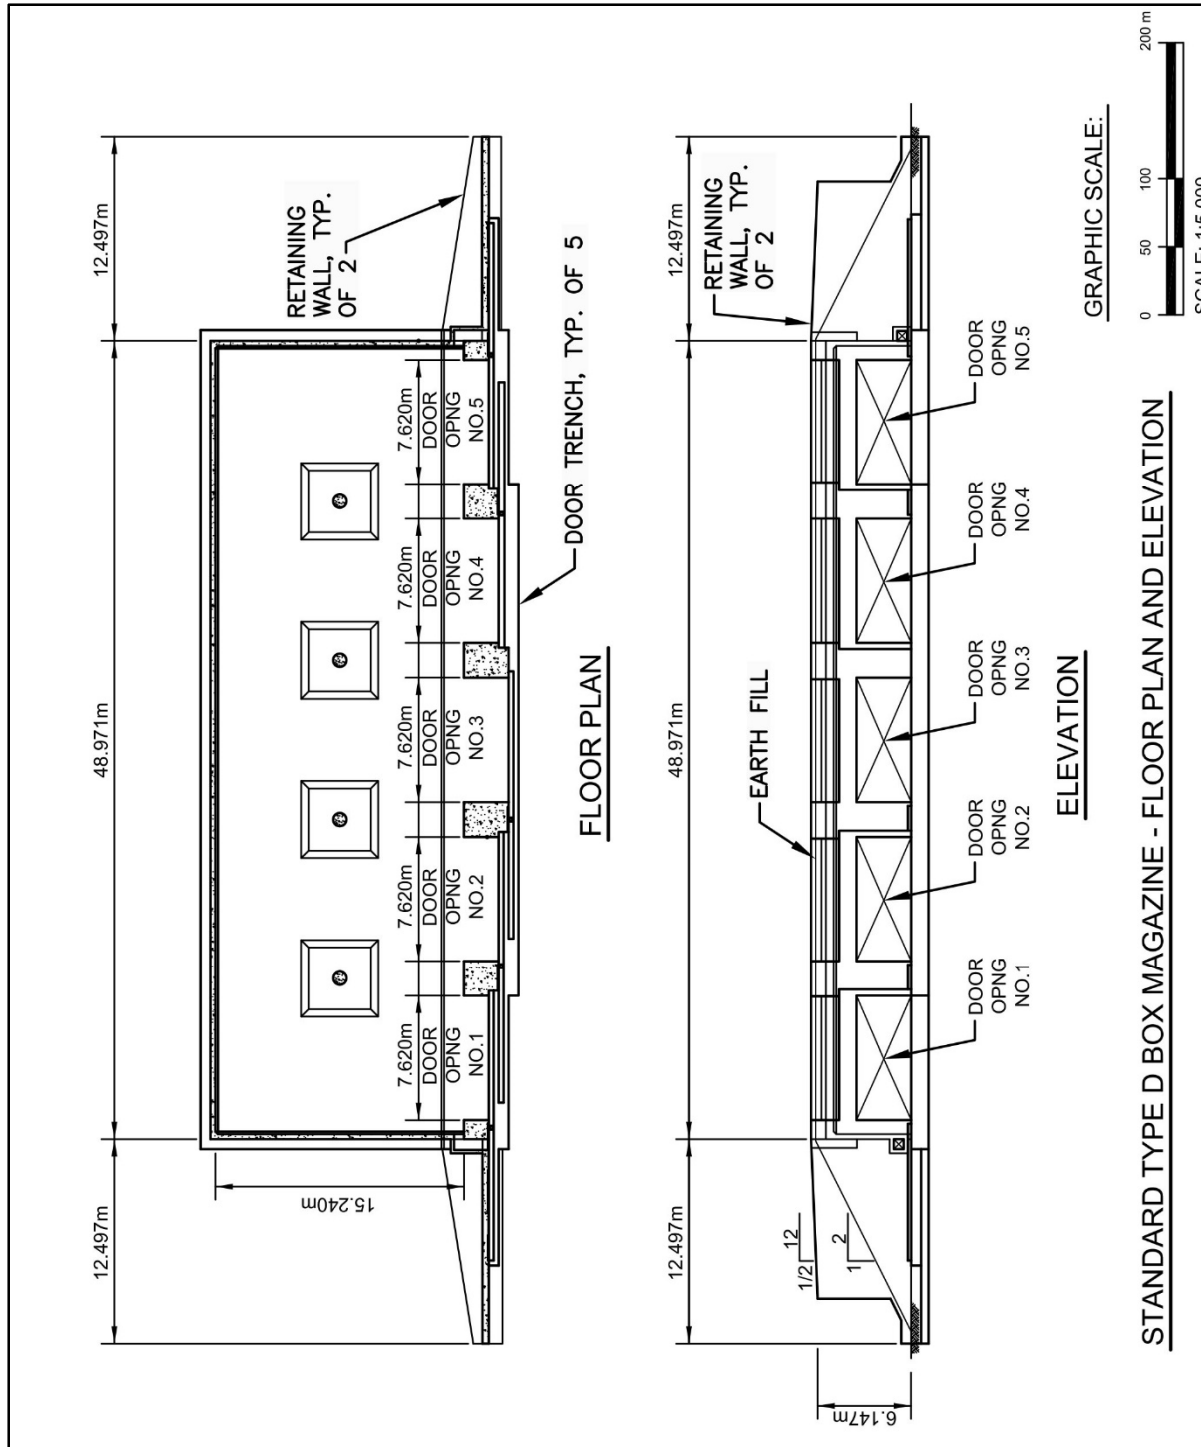 12.497m
48.971m
12.497m
15.240m
RETAINING
WALL, TYP.
OF 2
7.620m
DOOR
OPNG
NO.1
7.620m
DOOR
OPNG
NO.2
7.620m
DOOR
OPNG
NO.3
7.620m
DOOR
OPNG
NO.4
7.620m
DOOR
OPNG
NO.5
DOOR TRENCH, TYP. OF 5
FLOOR PLAN
12.497m
48.971m
12.497m
RETAINING
WALL, TYP.
OF 2
EARTH FILL
12
1/2
2
1
6.147m
DOOR
OPNG
NO.1
DOOR
OPNG
NO.2
DOOR
OPNG
NO.3
DOOR
OPNG
NO.4
DOOR
OPNG
NO.5
ELEVATION
GRAPHIC SCALE:
0 50 100 200 m
SCALE: 1:5,000
STANDARD TYPE D BOX MAGAZINE - FLOOR PLAN AND ELEVATION